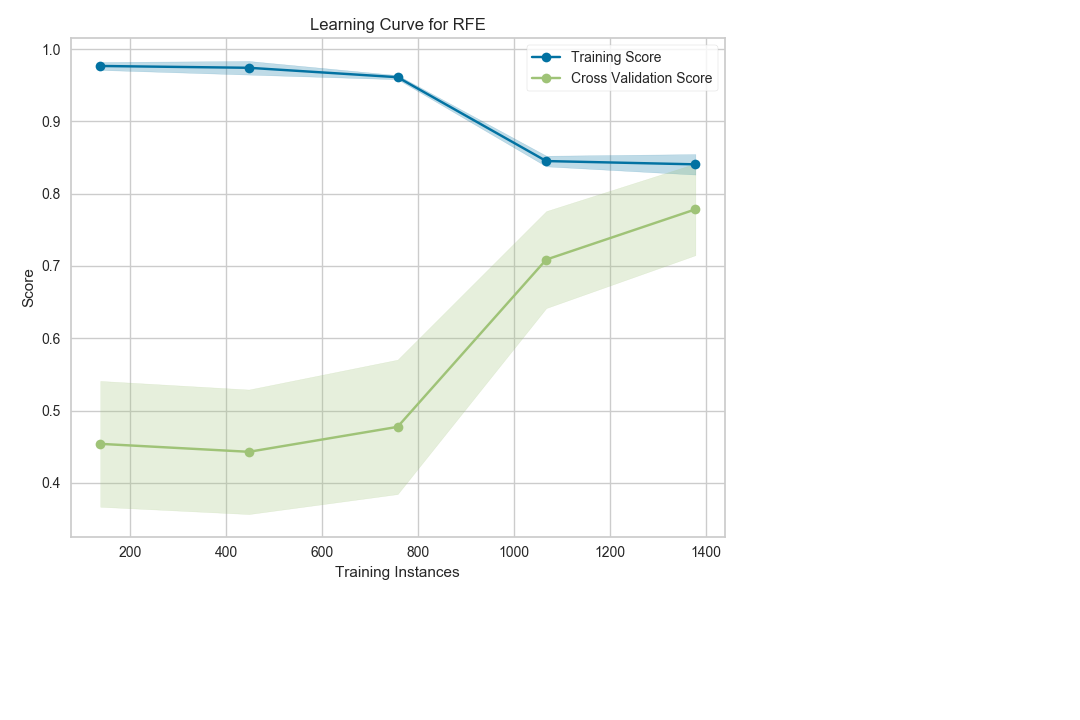 Learning Curve for RFE
Training Score
Cross Validation Score
Score
1.0
0.9
0.8
0.7
0.6
0.5
0.4
200 400 600 800 1000 1200 1400
Training Instances